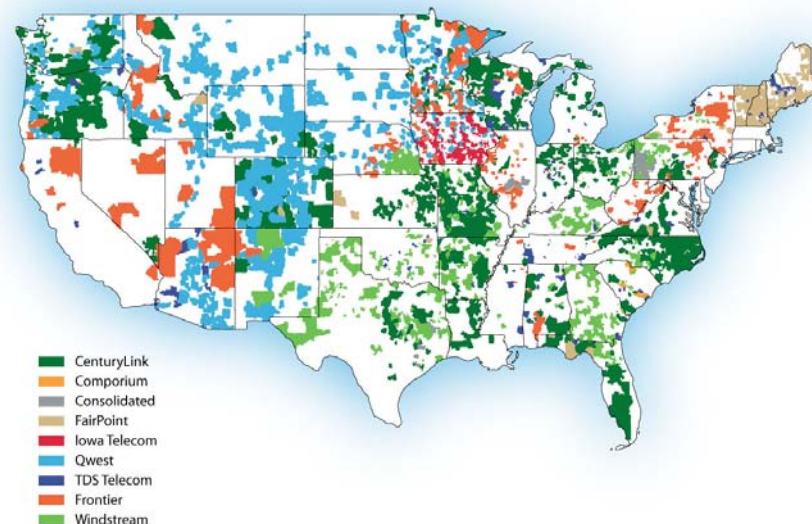 CenturyLink
Comporium
Consolidated
FairPoint
Iowa Telecom
Qwest
TDS Telecom
Frontier
Windstream